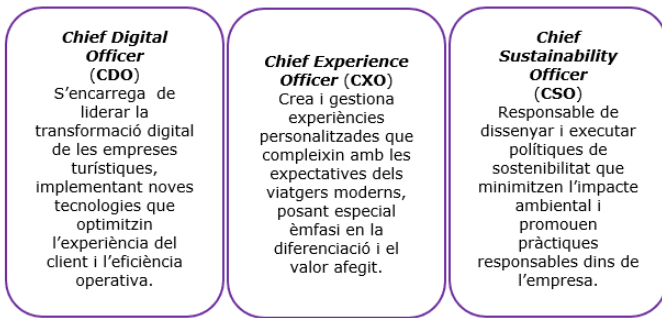 Chief Digital
Officer
(CDO)
S’encarrega  de
liderar la
transformació digital
de les empreses
turístiques,
implementant noves
tecnologies que
optimitzin
l’experiència del
client i l’eficiència
operativa.
Chief Experience
Officer (CXO)
Crea i gestiona
experiències
personalitzades que
compleixin amb les
expectatives dels
viatgers moderns,
posant especial
èmfasi en la
diferenciació i el
valor afegit.
Chief
Sustainability
Officer
(CSO)
Responsable de
dissenyar i executar
polítiques de
sostenibilitat que
minimitzen l’impacte
ambiental i
promouen
pràctiques
responsables dins de
l’empresa.